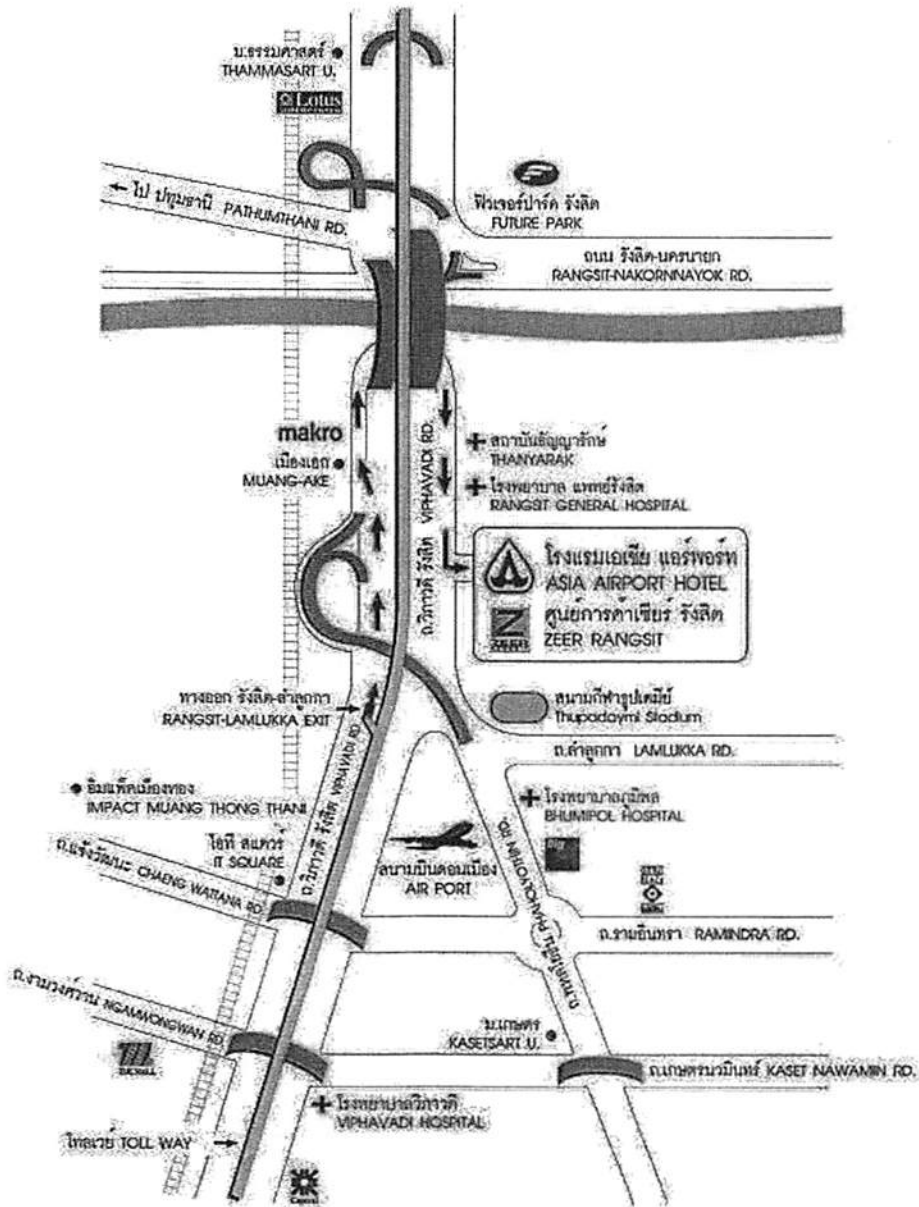 ม.ธรรมศาสตร์
THAMMASART U.
Lotus
← ไป ปทุมธานี PATHUMTHANI RD.
ฟิวเจอร์ปาร์ค รังสิต
FUTURE PARK
ถนน รังสิต-นครนายก
RANGSIT-NAKORNNAYOK RD.
makro
เมืองเอก
MUANG-AKE
ถ.วิภาวดี รังสิต VIPHAVADI RD.
สถาบันธัญญารักษ์
THANYARAK
โรงพยาบาล แพทย์รังสิต
RANGSIT GENERAL HOSPITAL
โรงแรมเอเชีย แอร์พอร์ท
ASIA AIRPORT HOTEL
ศูนย์การค้าเซียร์ รังสิต
ZEER RANGSIT
ทางออก รังสิต-ลำลูกกา
RANGSIT-LAMLUKKA EXIT
สนามกีฬาธูปเตมีย์
Thupadaymi Stadium
ถ.ลำลูกกา LAMLUKKA RD.
อิมแพ็คเมืองทอง
IMPACT MUANG THONG THANI
ถ.วิภาวดี รังสิต VIPHAVADI RD.
โรงพยาบาลภูมิพล
BHUMIPOL HOSPITAL
Big
ไอที สแควร์
IT SQUARE
สนามบินดอนเมือง
AIR PORT
ถ.พหลโยธิน PHAHOLYOTHIN RD.
ถ.แจ้งวัฒนะ CHAENG WATTANA RD.
ถ.รามอินทรา RAMINDRA RD.
ถ.งามวงศ์วาน NGAMWONGWAN RD.
ม.เกษตร
KASETSART U.
ถ.เกษตรนวมินทร์ KASET NAWAMIN RD.
โรงพยาบาลวิภาวดี
VIPHAVADI HOSPITAL
โทลเวย์ TOLL WAY